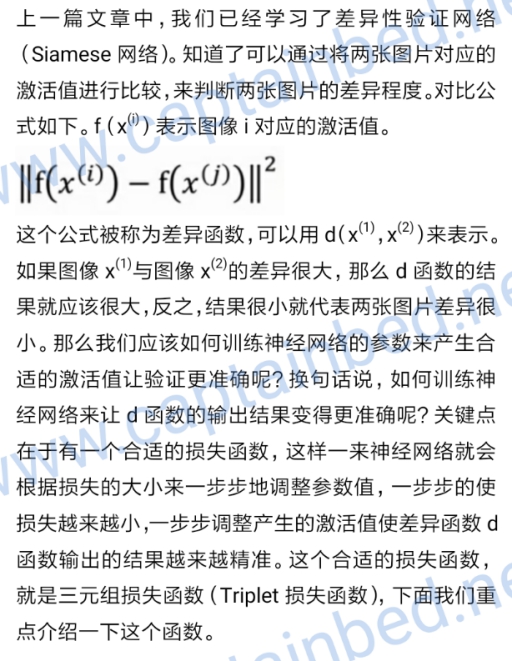 上一篇文章中，我们已经学习了差异性验证网络
（Siamese 网络）。知道了可以通过将两张图片对应的
激活值进行比较，来判断两张图片的差异程度。对比公
式如下。f（x⁽ⁱ⁾）表示图像 i 对应的激活值。
‖f(x⁽ⁱ⁾) − f(x⁽ʲ⁾)‖²
这个公式被称为差异函数，可以用 d(x⁽¹⁾,x⁽²⁾)来表示。
如果图像 x⁽¹⁾与图像 x⁽²⁾的差异很大，那么 d 函数的结
果就应该很大，反之，结果很小就代表两张图片差异很
小。那么我们应该如何训练神经网络的参数来产生合
适的激活值让验证更准确呢？换句话说，如何训练神
经网络来让 d 函数的输出结果变得更准确呢？关键点
在于有一个合适的损失函数，这样一来神经网络就会
根据损失的大小来一步步地调整参数值，一步步的使
损失越来越小,一步步调整产生的激活值使差异函数 d
函数输出的结果越来越精准。这个合适的损失函数，
就是三元组损失函数（Triplet 损失函数），下面我们重
点介绍一下这个函数。
www.captainbed.ne
www.captainbed.ne
ainbed.ne